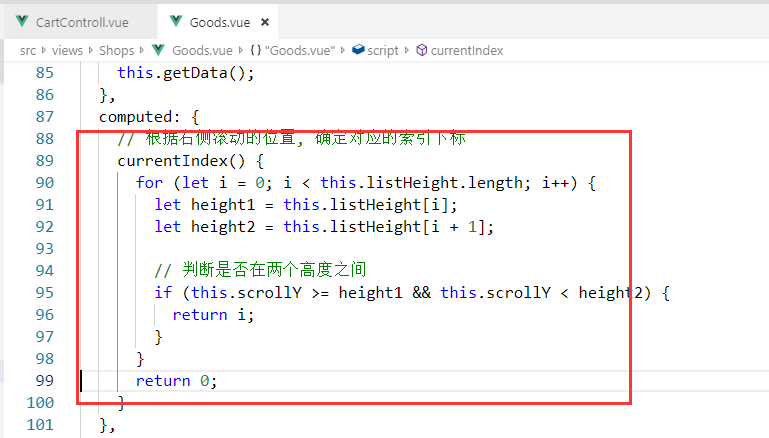 CartControll.vue Goods.vue ×
src > views > Shops > Goods.vue > {} "Goods.vue" > script > currentIndex
85 this.getData();
86 },
87 computed: {
88 // 根据右侧滚动的位置, 确定对应的索引下标
89 currentIndex() {
90 for (let i = 0; i < this.listHeight.length; i++) {
91 let height1 = this.listHeight[i];
92 let height2 = this.listHeight[i + 1];
93
94 // 判断是否在两个高度之间
95 if (this.scrollY >= height1 && this.scrollY < height2) {
96 return i;
97 }
98 }
99 return 0;
100 }
101 },